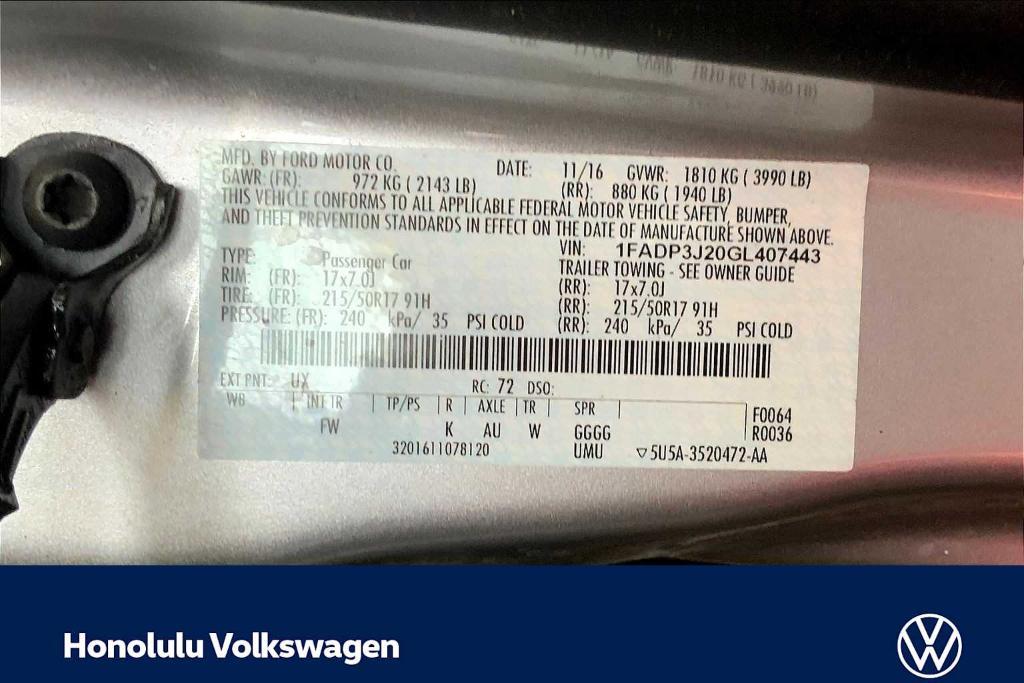 MFD. BY FORD MOTOR CO. DATE: 11/16 GVWR: 1810 KG ( 3990 LB)
GAWR: (FR): 972 KG ( 2143 LB) (RR): 880 KG ( 1940 LB)
THIS VEHICLE CONFORMS TO ALL APPLICABLE FEDERAL MOTOR VEHICLE SAFETY, BUMPER,
AND THEFT PREVENTION STANDARDS IN EFFECT ON THE DATE OF MANUFACTURE SHOWN ABOVE.
VIN: 1FADP3J20GL407443
TYPE: Passenger Car TRAILER TOWING - SEE OWNER GUIDE
RIM: (FR): 17x7.0J (RR): 17x7.0J
TIRE: (FR): 215/50R17 91H (RR): 215/50R17 91H
PRESSURE: (FR): 240 kPa/ 35 PSI COLD (RR): 240 kPa/ 35 PSI COLD
EXT PNT: UX RC: 72 DSO:
WB | INT TR | TP/PS | R | AXLE | TR | SPR | F0064
FW K AU W GGGG R0036
3201611078120 UMU ▽5U5A-3520472-AA
Honolulu Volkswagen